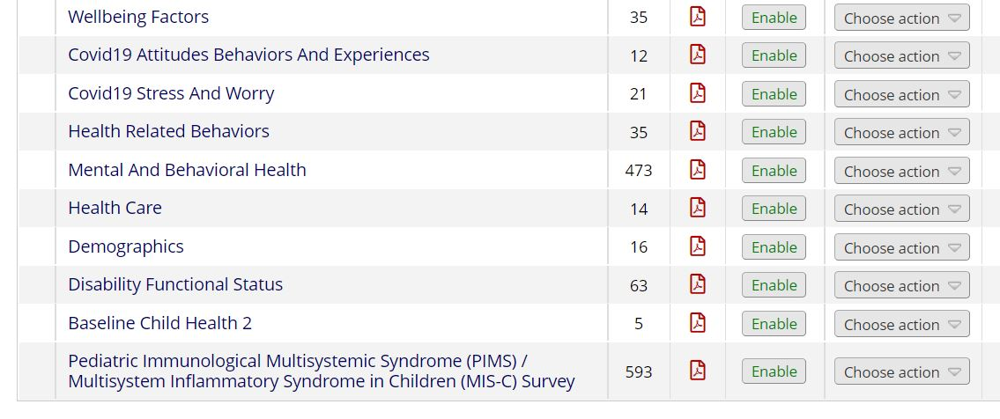 Wellbeing Factors 35 Enable Choose action
Covid19 Attitudes Behaviors And Experiences 12 Enable Choose action
Covid19 Stress And Worry 21 Enable Choose action
Health Related Behaviors 35 Enable Choose action
Mental And Behavioral Health 473 Enable Choose action
Health Care 14 Enable Choose action
Demographics 16 Enable Choose action
Disability Functional Status 63 Enable Choose action
Baseline Child Health 2 5 Enable Choose action
Pediatric Immunological Multisystemic Syndrome (PIMS) /
Multisystem Inflammatory Syndrome in Children (MIS-C) Survey 593 Enable Choose action